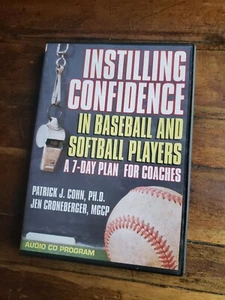 INSTILLING
CONFIDENCE
IN BASEBALL AND
SOFTBALL PLAYERS
A 7-DAY PLAN FOR COACHES
PATRICK J. COHN, PH.D.
JEN CRONEBERGER, MGCP
AUDIO CD PROGRAM